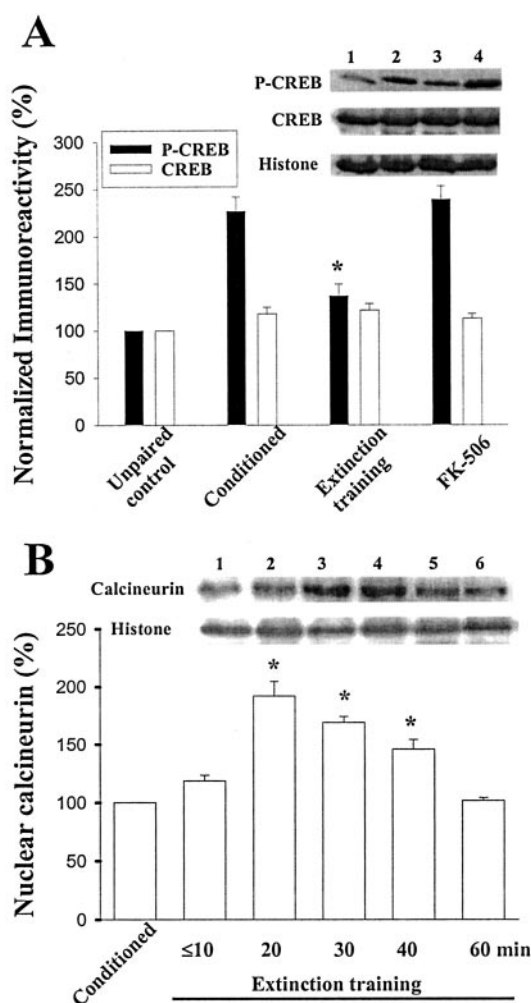 A
1 2 3 4
P-CREB
CREB
Histone
Normalized Immunoreactivity (%)
300
250
200
150
100
50
0
P-CREB
CREB
*
Unpaired control
Conditioned
Extinction training
FK-506
B
1 2 3 4 5 6
Calcineurin
Histone
Nuclear calcineurin (%)
250
200
150
100
50
0
* * *
Conditioned
≤10 20 30 40 60 min
Extinction training